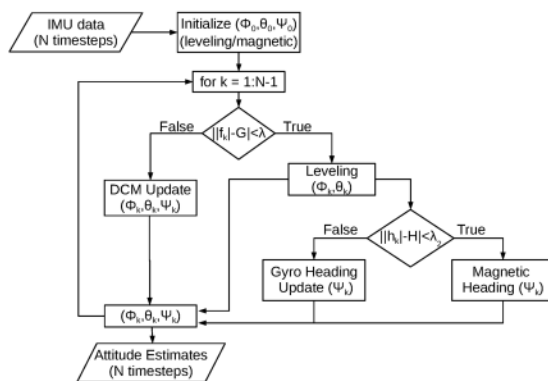 IMU data
(N timesteps)
Initialize (Φ₀,θ₀,Ψ₀)
(leveling/magnetic)
for k = 1:N-1
||fₖ|-G|<λ
False
True
DCM Update
(Φₖ,θₖ,Ψₖ)
Leveling
(Φₖ,θₖ)
||hₖ|-H|<λ₂
False
True
Gyro Heading
Update (Ψₖ)
Magnetic
Heading (Ψₖ)
(Φₖ,θₖ,Ψₖ)
Attitude Estimates
(N timesteps)